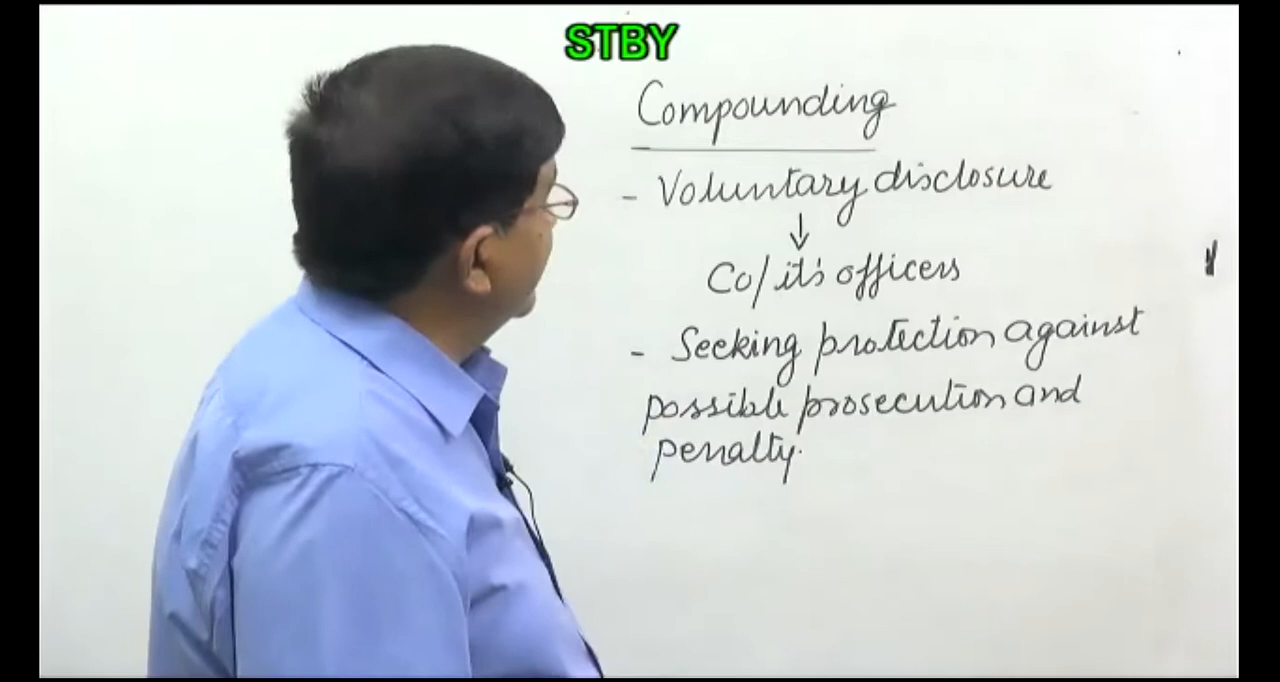 STBY
Compounding
- Voluntary disclosure
↓
Co/it's officers
- Seeking protection against
possible prosecution and
penalty.